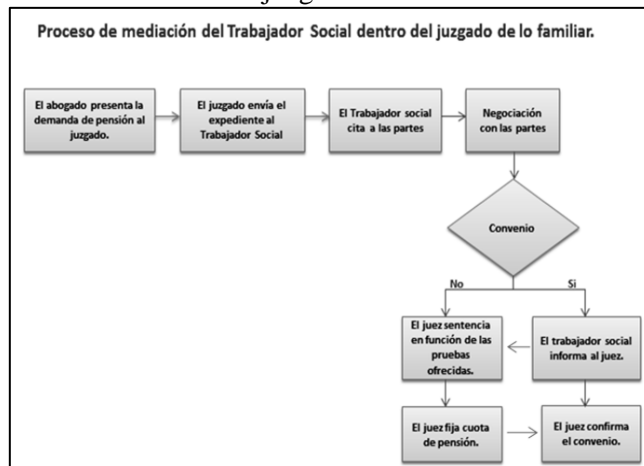 Proceso de mediación del Trabajador Social dentro del juzgado de lo familiar.
El abogado presenta la
demanda de pensión al
juzgado.
El juzgado envía el
expediente al
Trabajador Social
El Trabajador social
cita a las partes
Negociación
con las partes
Convenio
No
Si
El juez sentencia
en función de las
pruebas
ofrecidas.
El trabajador social
informa al juez.
El juez fija cuota
de pensión.
El juez confirma
el convenio.